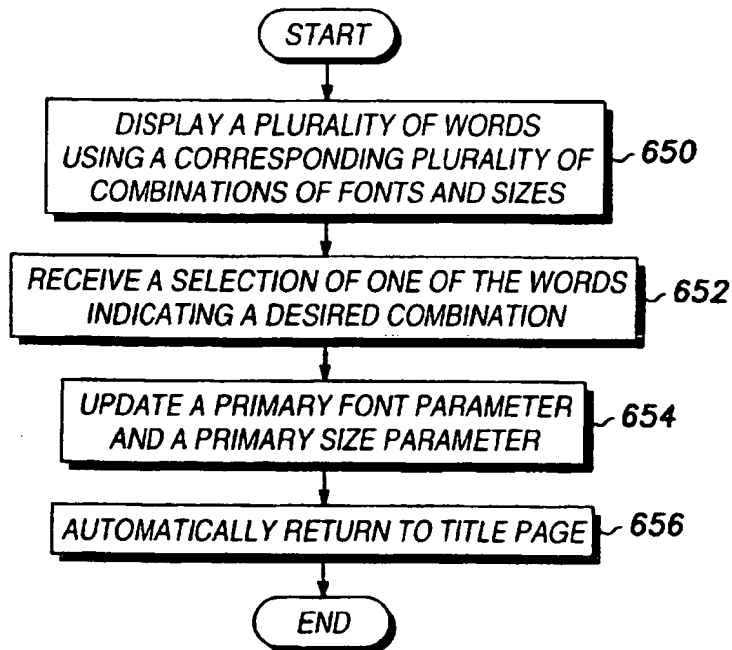 START
DISPLAY A PLURALITY OF WORDS
USING A CORRESPONDING PLURALITY OF
COMBINATIONS OF FONTS AND SIZES
650
RECEIVE A SELECTION OF ONE OF THE WORDS
INDICATING A DESIRED COMBINATION
652
UPDATE A PRIMARY FONT PARAMETER
AND A PRIMARY SIZE PARAMETER
654
AUTOMATICALLY RETURN TO TITLE PAGE
656
END